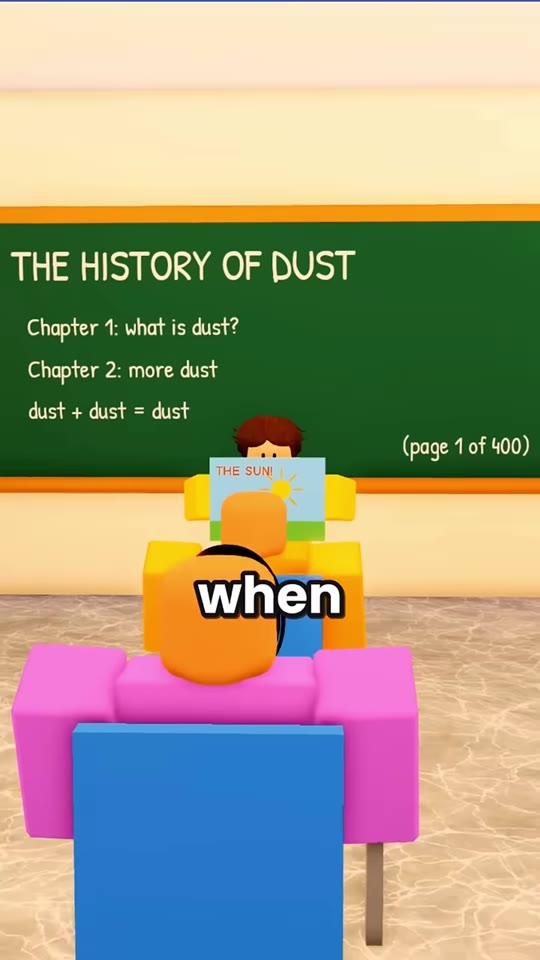 THE HISTORY OF DUST
Chapter 1: what is dust?
Chapter 2: more dust
dust + dust = dust
(page 1 of 400)
THE SUN!
when